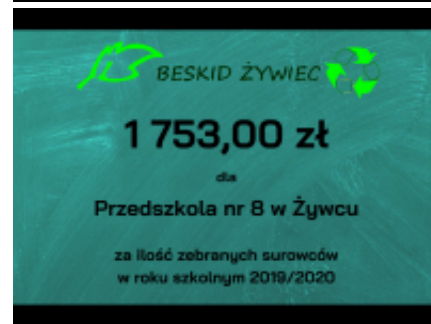 BESKID ŻYWIEC
1 753,00 zł
dla
Przedszkola nr 8 w Żywcu
za ilość zebranych surowców
w roku szkolnym 2019/2020